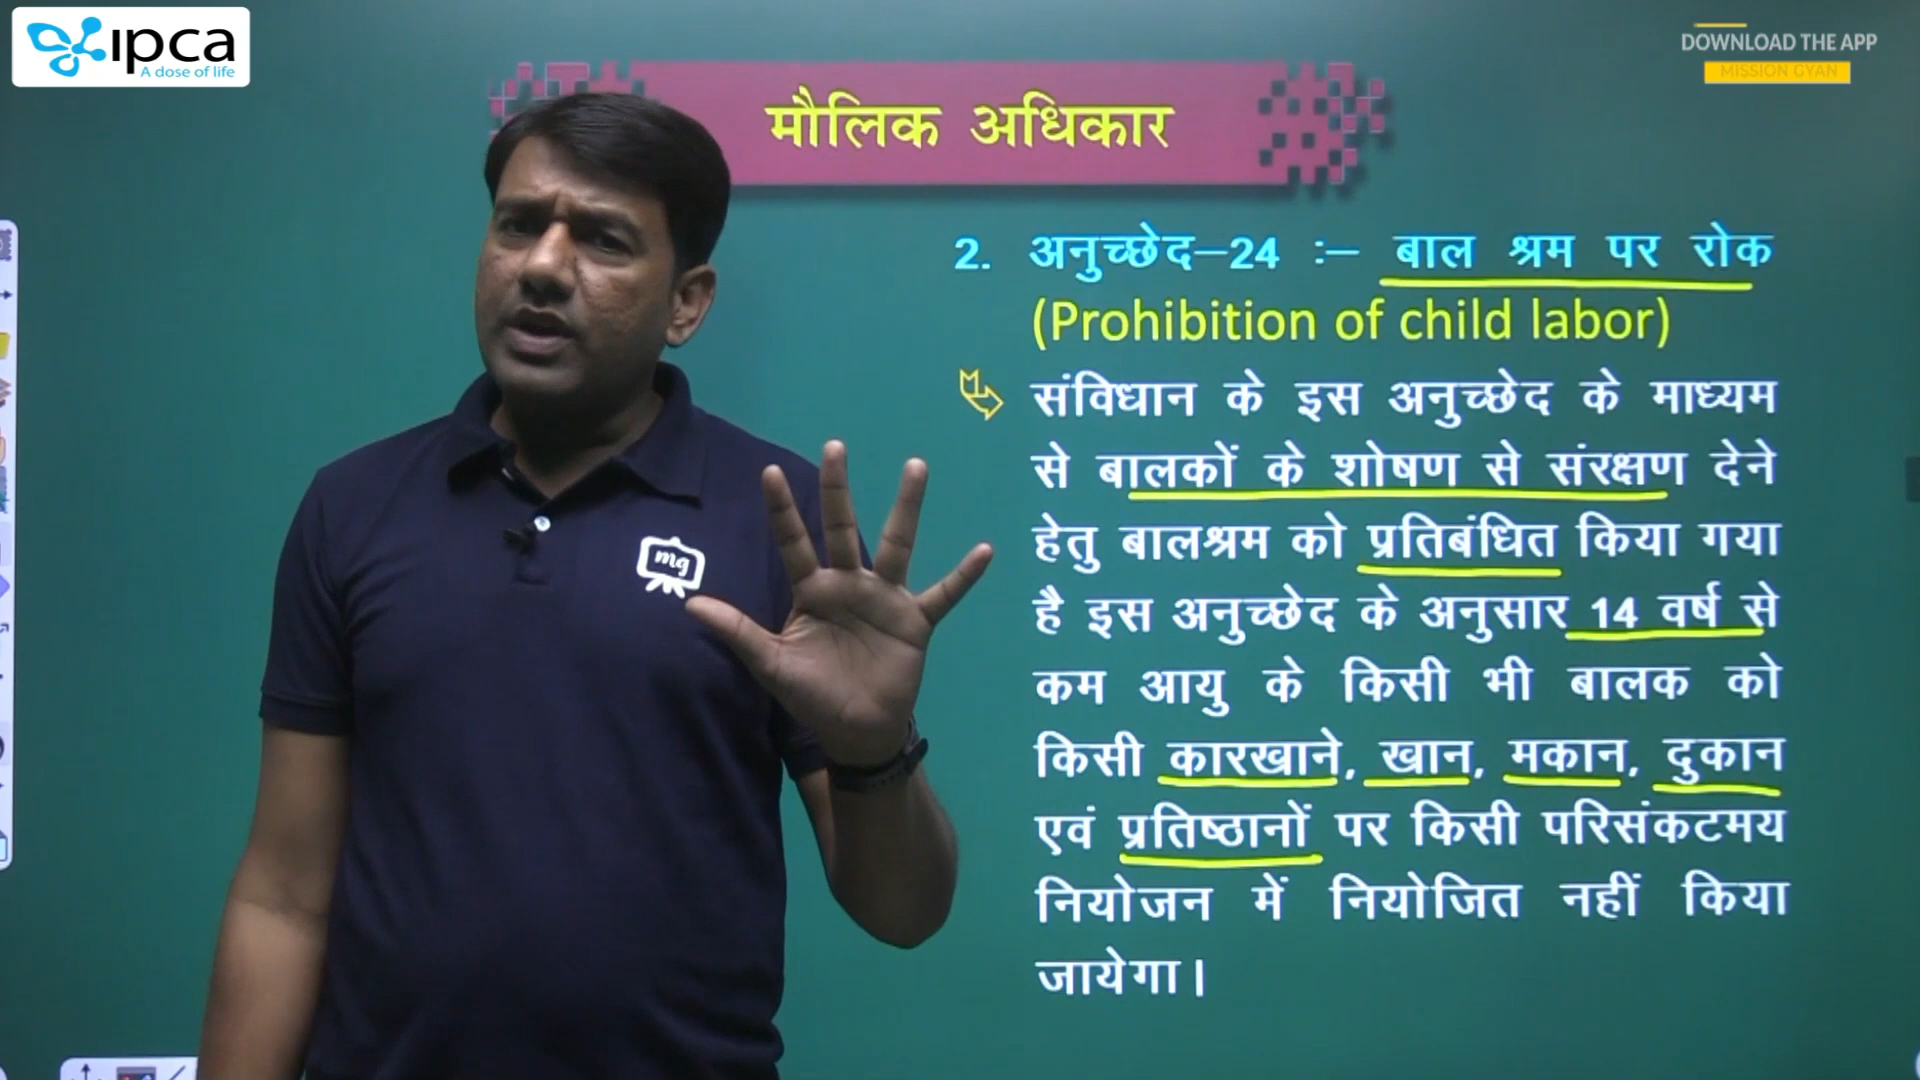 ipca
A dose of life
DOWNLOAD THE APP
MISSION GYAN
मौलिक अधिकार
2. अनुच्छेद–24 :– बाल श्रम पर रोक
(Prohibition of child labor)
संविधान के इस अनुच्छेद के माध्यम
से बालकों के शोषण से संरक्षण देने
हेतु बालश्रम को प्रतिबंधित किया गया
है इस अनुच्छेद के अनुसार 14 वर्ष से
कम आयु के किसी भी बालक को
किसी कारखाने, खान, मकान, दुकान
एवं प्रतिष्ठानों पर किसी परिसंकटमय
नियोजन में नियोजित नहीं किया
जायेगा।
mg